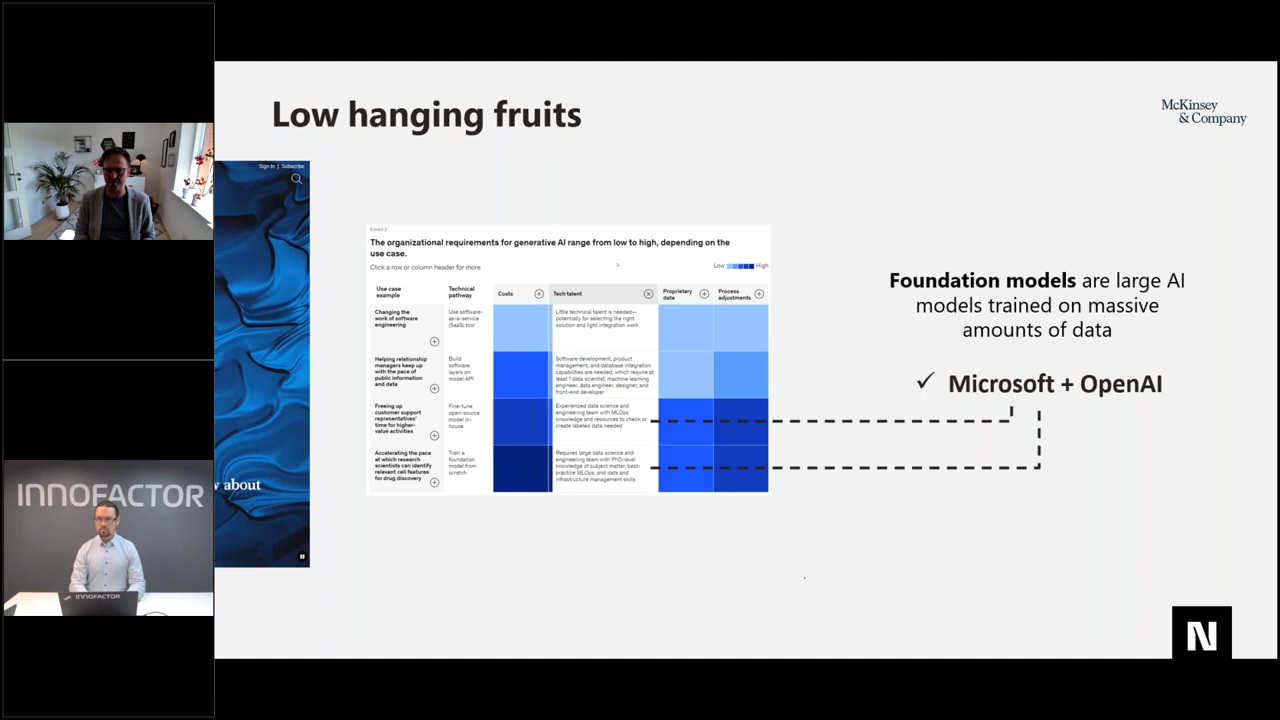 Low hanging fruits
McKinsey
& Company
Sign In | Subscribe
Exhibit 5
The organizational requirements for generative AI range from low to high, depending on the
use case.
Click a row or column header for more
Low
High
Use case
example
Technical
pathway
Costs
Tech talent
Proprietary
data
Process
adjustments
Changing the
work of software
engineering
Use software-
as-a-service
(SaaS) tool
Little technical talent is needed—
potentially for selecting the right
solution and light integration work
Helping relationship
managers keep up
with the pace of
public information
and data
Build
software
layers on
model API
Software development, product
management, and database integration
capabilities are needed, which require at
least 1 data scientist, machine learning
engineer, data engineer, designer, and
front-end developer
Freeing up
customer support
representatives'
time for higher-
value activities
Fine-tune
open-source
model in-
house
Experienced data science and
engineering team with MLOps
knowledge and resources to check or
create labeled data needed
Accelerating the pace
at which research
scientists can identify
relevant cell features
for drug discovery
Train a
foundation
model from
scratch
Requires large data science and
engineering team with PhD-level
knowledge of subject matter, best-
practice MLOps, and data and
infrastructure management skills
Foundation models are large AI
models trained on massive
amounts of data
✓ Microsoft + OpenAI
about
INNOFACTOR
INNOFACTOR
N